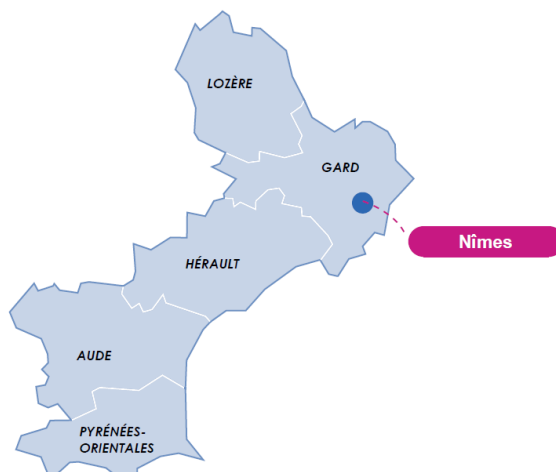 LOZÈRE
GARD
Nîmes
HÉRAULT
AUDE
PYRÉNÉES-
ORIENTALES